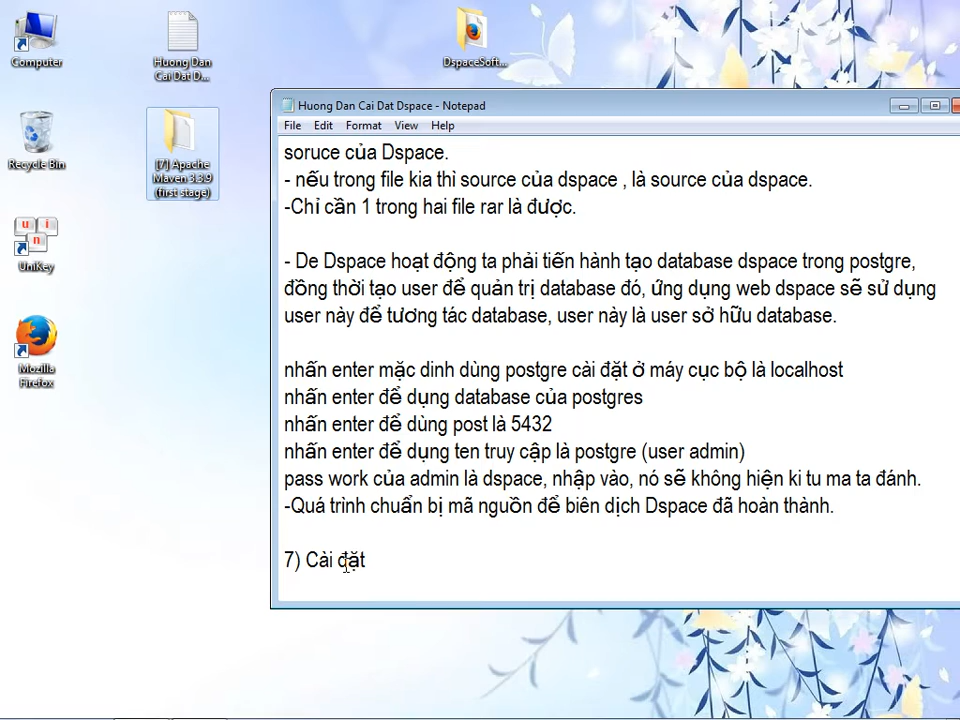 Computer
Huong Dan
Cai Dat D...
DspaceSoft...
Recycle Bin
[7] Apache
Maven 3.3.9
(first stage)
u i
n
UniKey
Mozilla
Firefox
Huong Dan Cai Dat Dspace - Notepad
File Edit Format View Help
soruce của Dspace.
- nếu trong file kia thì source của dspace , là source của dspace.
-Chỉ cần 1 trong hai file rar là được.
- De Dspace hoạt động ta phải tiến hành tạo database dspace trong postgre,
đồng thời tạo user để quản trị database đó, ứng dụng web dspace sẽ sử dụng
user này để tương tác database, user này là user sở hữu database.
nhấn enter mặc dinh dùng postgre cài đặt ở máy cục bộ là localhost
nhấn enter để dụng database của postgres
nhấn enter để dùng post là 5432
nhấn enter để dụng ten truy cập là postgre (user admin)
pass work của admin là dspace, nhập vào, nó sẽ không hiện ki tu ma ta đánh.
-Quá trình chuẩn bị mã nguồn để biên dịch Dspace đã hoàn thành.
7) Cài đặt